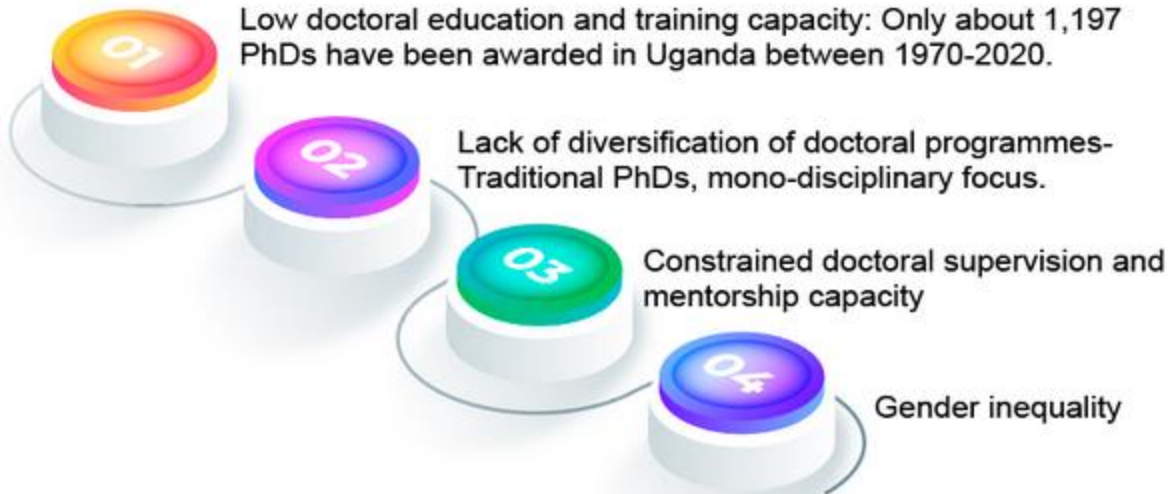 01
Low doctoral education and training capacity: Only about 1,197
PhDs have been awarded in Uganda between 1970-2020.
02
Lack of diversification of doctoral programmes-
Traditional PhDs, mono-disciplinary focus.
03
Constrained doctoral supervision and
mentorship capacity
04
Gender inequality